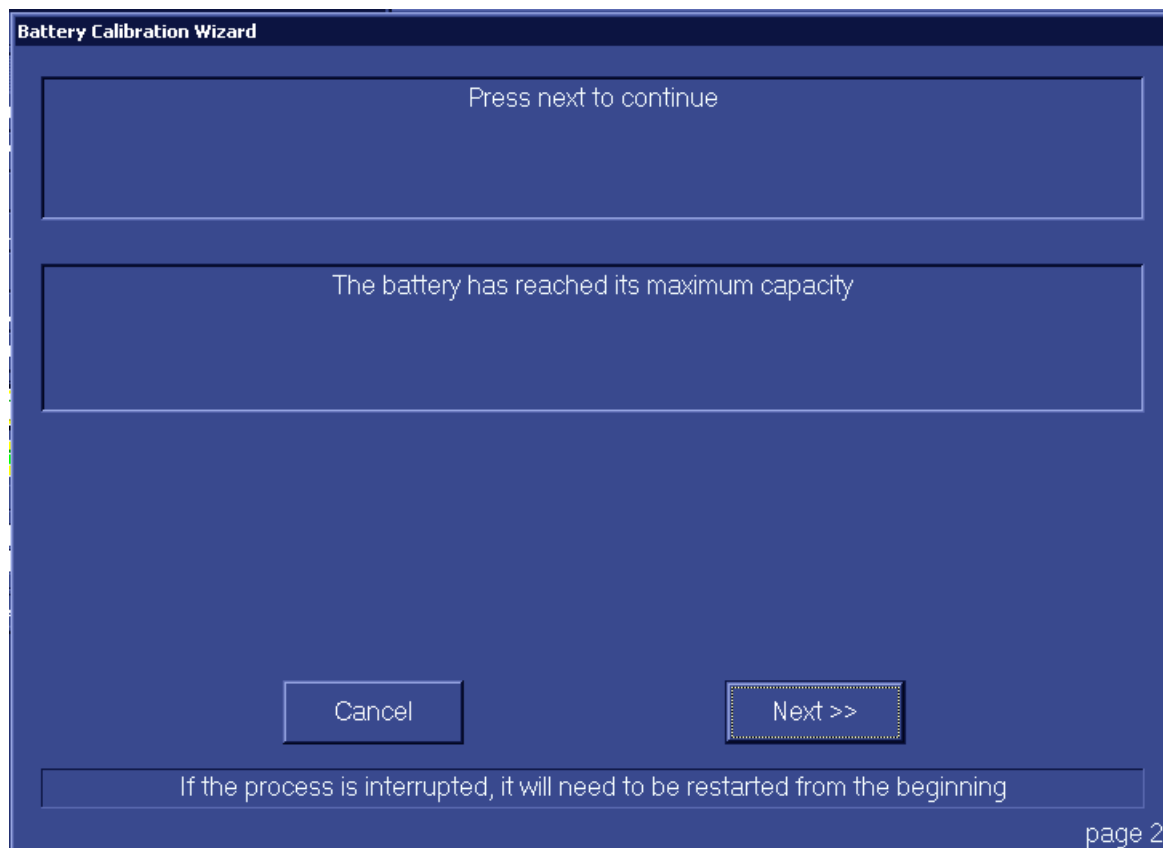 Battery Calibration Wizard
Press next to continue
The battery has reached its maximum capacity
Cancel
Next >>
If the process is interrupted, it will need to be restarted from the beginning
page 2